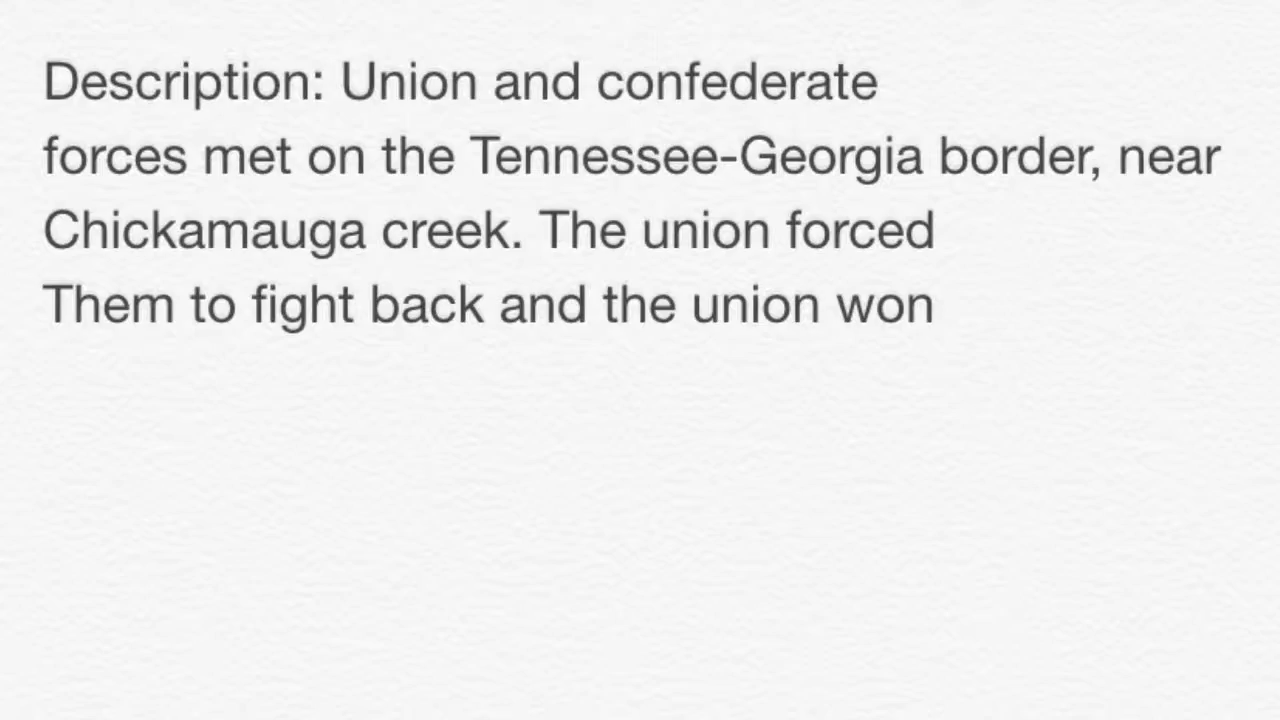 Description: Union and confederate
forces met on the Tennessee-Georgia border, near
Chickamauga creek. The union forced
Them to fight back and the union won